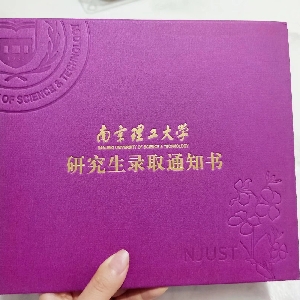 OF SCIENCE & TECHNOLOGY
南京理工大学
NANJING UNIVERSITY OF SCIENCE & TECHNOLOGY
研究生录取通知书
NJUST